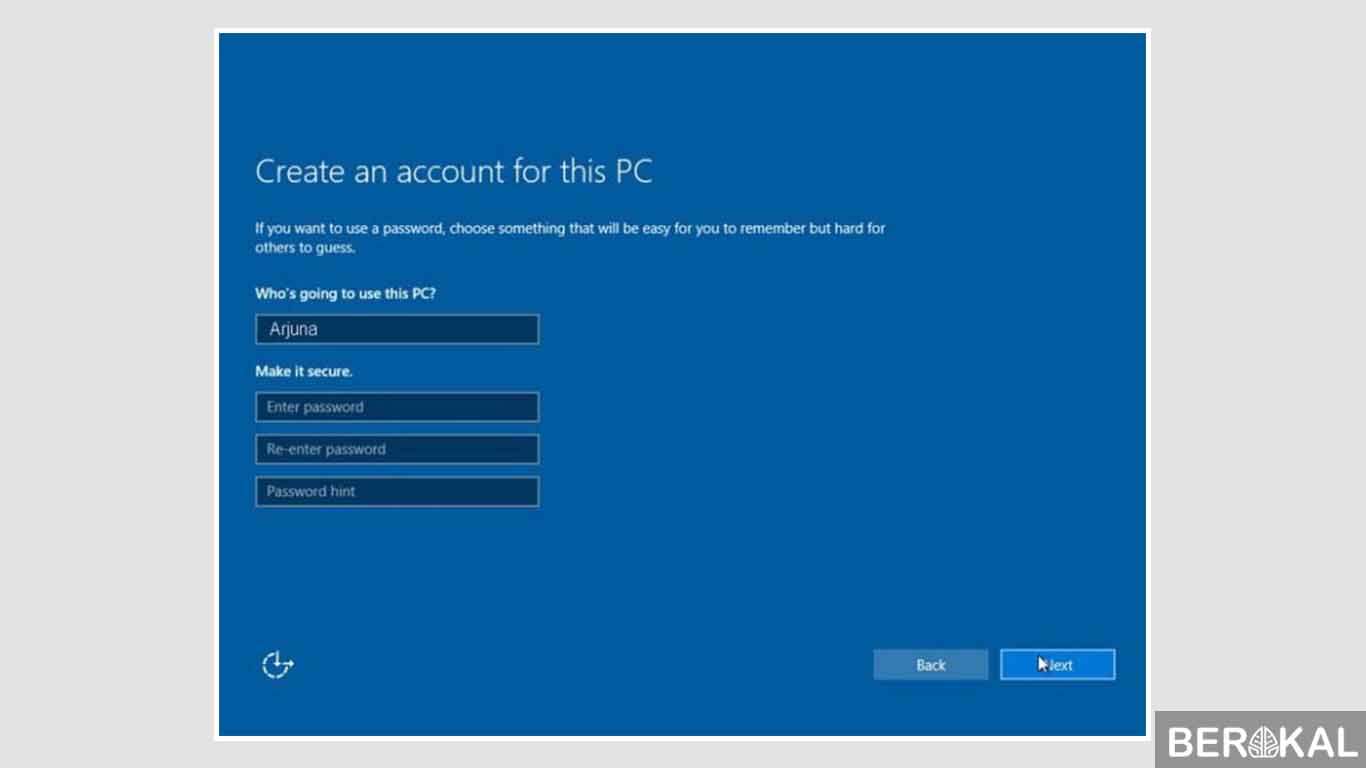 Create an account for this PC
If you want to use a password, choose something that will be easy for you to remember but hard for
others to guess.
Who's going to use this PC?
Arjuna
Make it secure.
Enter password
Re-enter password
Password hint
Back
Next
BEROKAL